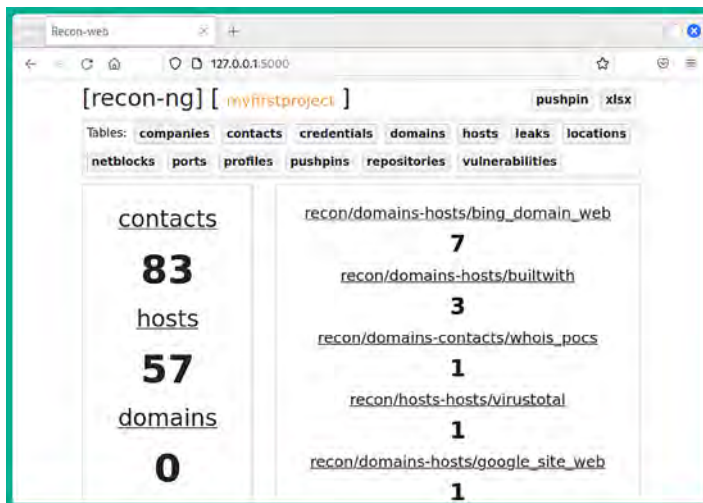 Recon-web
127.0.0.1:5000
[recon-ng] [ myfirstproject ]
pushpin xlsx
Tables: companies contacts credentials domains hosts leaks locations
netblocks ports profiles pushpins repositories vulnerabilities
contacts
83
hosts
57
domains
0
recon/domains-hosts/bing_domain_web
7
recon/domains-hosts/builtwith
3
recon/domains-contacts/whois_pocs
1
recon/hosts-hosts/virustotal
1
recon/domains-hosts/google_site_web
1